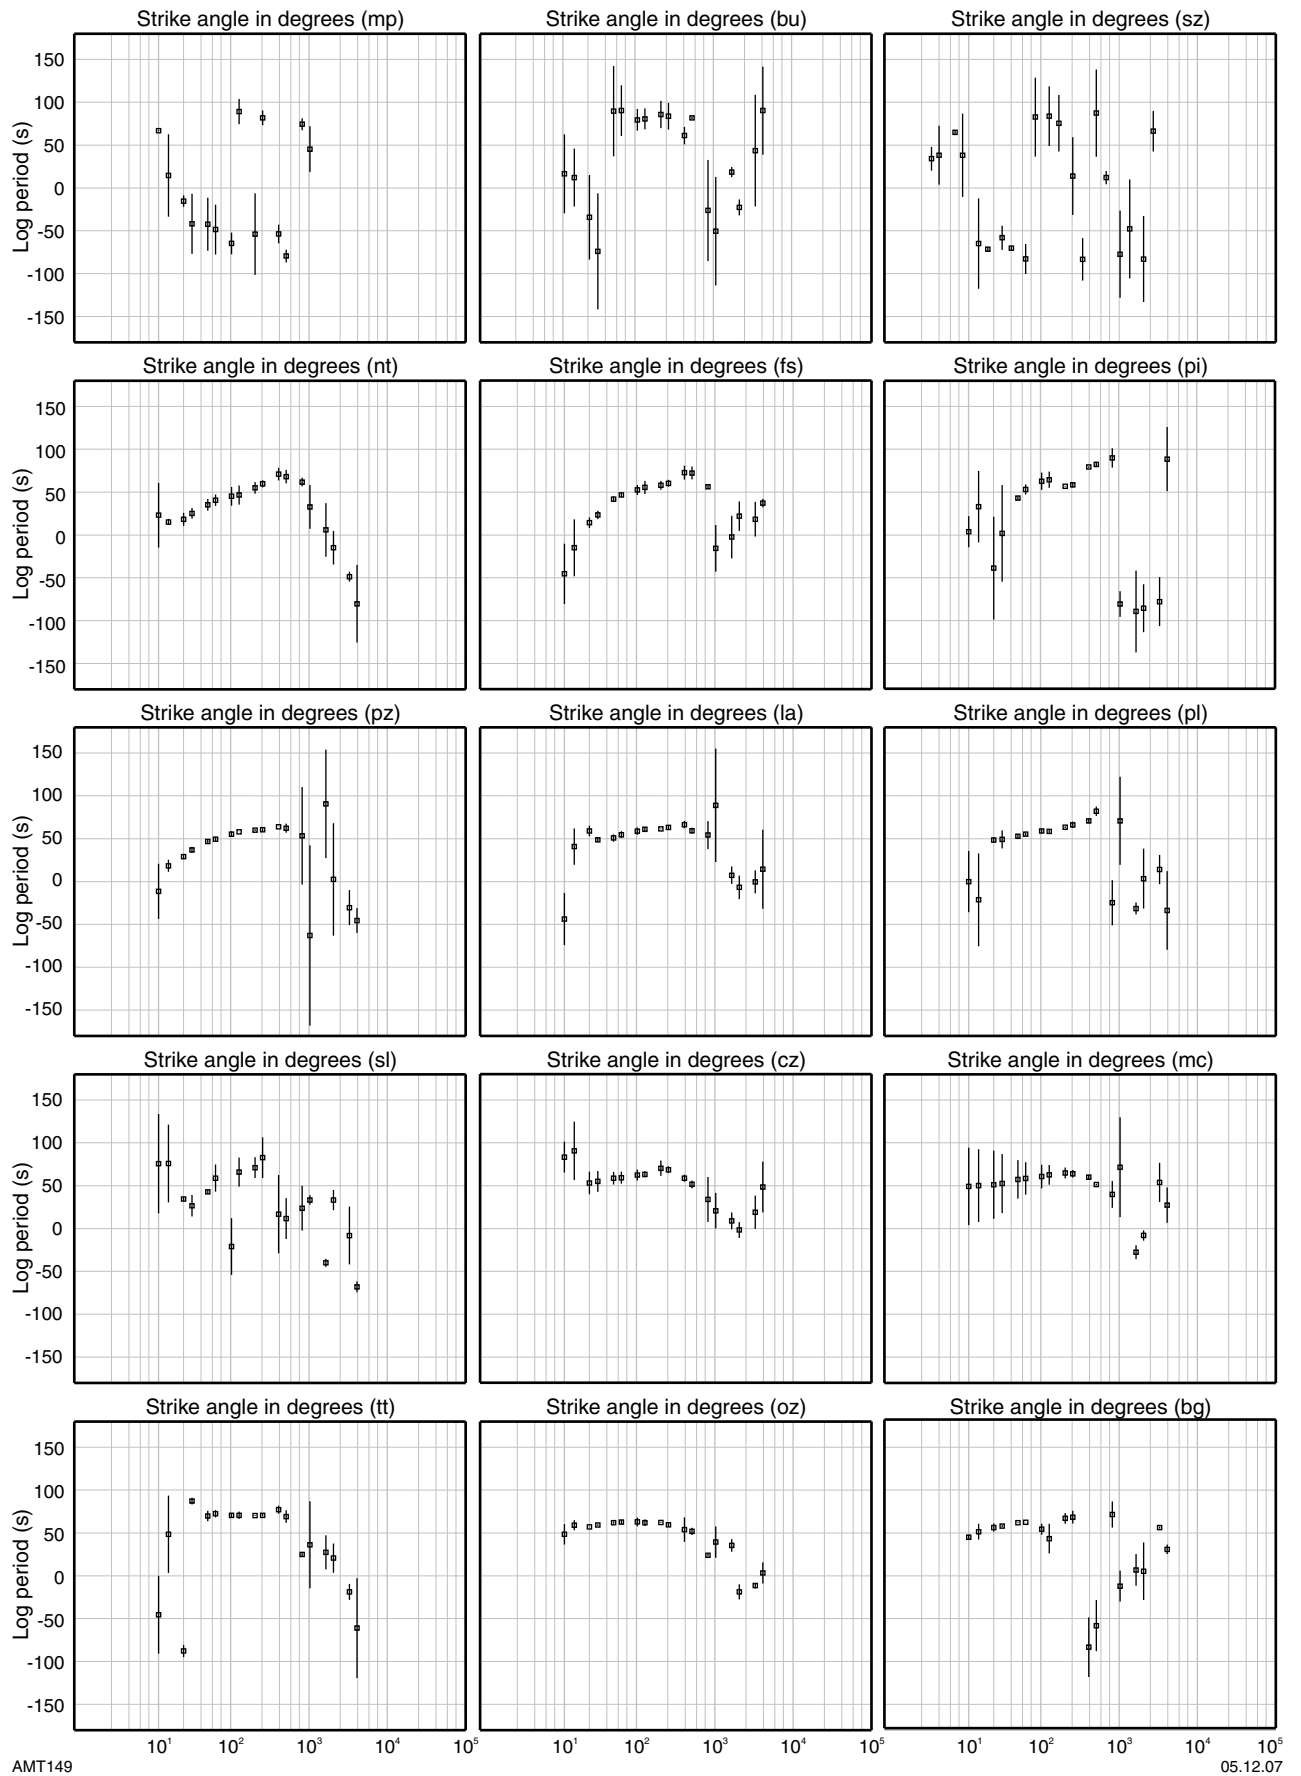 Strike angle in degrees (mp) Strike angle in degrees (bu) Strike angle in degrees (sz)
Log period (s)
150
100
50
0
-50
-100
-150
Strike angle in degrees (nt) Strike angle in degrees (fs) Strike angle in degrees (pi)
Log period (s)
150
100
50
0
-50
-100
-150
Strike angle in degrees (pz) Strike angle in degrees (la) Strike angle in degrees (pl)
Log period (s)
150
100
50
0
-50
-100
-150
Strike angle in degrees (sl) Strike angle in degrees (cz) Strike angle in degrees (mc)
Log period (s)
150
100
50
0
-50
-100
-150
Strike angle in degrees (tt) Strike angle in degrees (oz) Strike angle in degrees (bg)
Log period (s)
150
100
50
0
-50
-100
-150
10¹ 10² 10³ 10⁴ 10⁵ 10¹ 10² 10³ 10⁴ 10⁵ 10¹ 10² 10³ 10⁴ 10⁵
AMT149 05.12.07